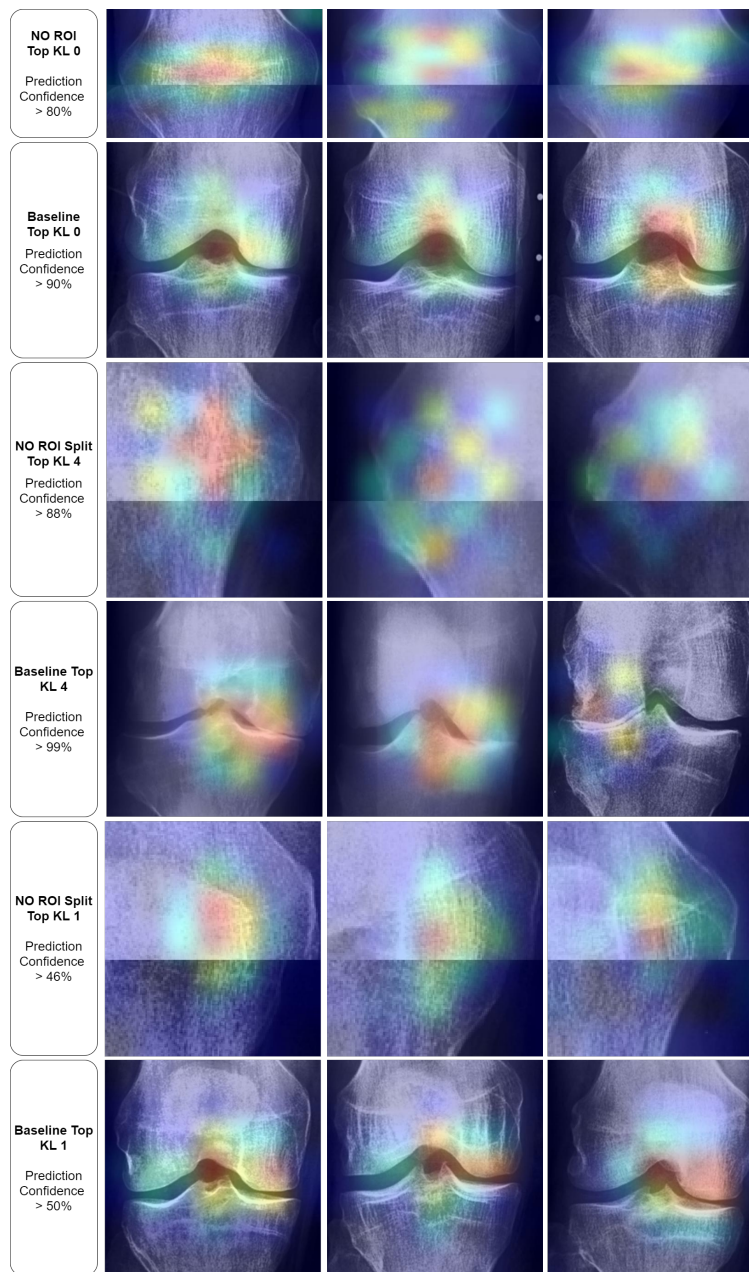 NO ROI
Top KL 0
Prediction
Confidence
> 80%
Baseline
Top KL 0
Prediction
Confidence
> 90%
NO ROI Split
Top KL 4
Prediction
Confidence
> 88%
Baseline Top
KL 4
Prediction
Confidence
> 99%
NO ROI Split
Top KL 1
Prediction
Confidence
> 46%
Baseline Top
KL 1
Prediction
Confidence
> 50%